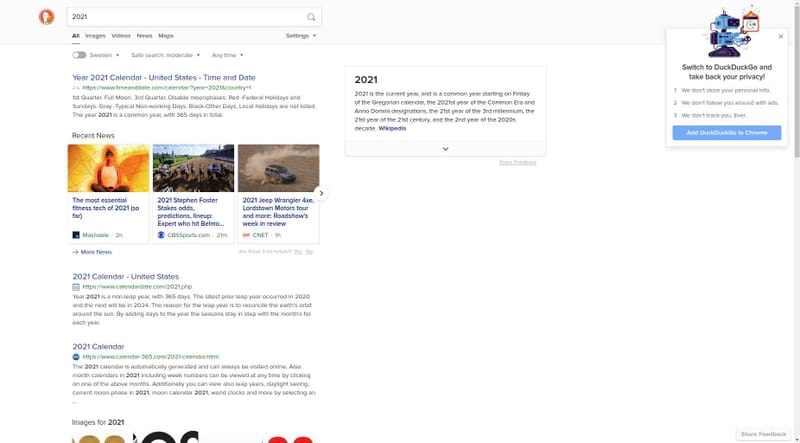 2021
All Images Videos News Maps Settings
Sweden Safe search: moderate Any time
Year 2021 Calendar - United States - Time and Date
https://www.timeanddate.com/calendar/?year=2021&country=1
1st Quarter. Full Moon. 3rd Quarter. Disable moonphases. Red -Federal Holidays and
Sundays. Gray -Typical Non-working Days. Black-Other Days. Local holidays are not listed.
The year 2021 is a common year, with 365 days in total.
Recent News
The most essential
fitness tech of 2021 (so
far)
Mashable 2h
2021 Stephen Foster
Stakes odds,
predictions, lineup:
Expert who hit Belmo...
CBSSports.com 21m
2021 Jeep Wrangler 4xe,
Lordstown Motors tour
and more: Roadshow's
week in review
CNET 1h
More News
Are these links helpful? Yes No
2021 Calendar - United States
https://www.calendardate.com/2021.php
Year 2021 is a non-leap year, with 365 days. The latest prior leap year occurred in 2020
and the next will be in 2024. The reason for the leap year is to reconcile the earth's orbit
around the sun. By adding days to the year the seasons stay in step with the month's for
each year.
2021 Calendar
https://www.calendar-365.com/2021-calendar.html
The 2021 calendar is automatically generated and can always be visited online. Also
month calendars in 2021 including week numbers can be viewed at any time by clicking
on one of the above months. Additionally you can view also leap years, daylight saving,
current moon phase in 2021, moon calendar 2021, world clocks and more by selecting an
...
Images for 2021
2021
2021 is the current year, and is a common year starting on Friday
of the Gregorian calendar, the 2021st year of the Common Era and
Anno Domini designations, the 21st year of the 3rd millennium, the
21st year of the 21st century, and the 2nd year of the 2020s
decade. Wikipedia
Share Feedback
Switch to DuckDuckGo and
take back your privacy!
1 We don't store your personal info.
2 We don't follow you around with ads.
3 We don't track you. Ever.
Add DuckDuckGo to Chrome
Share Feedback